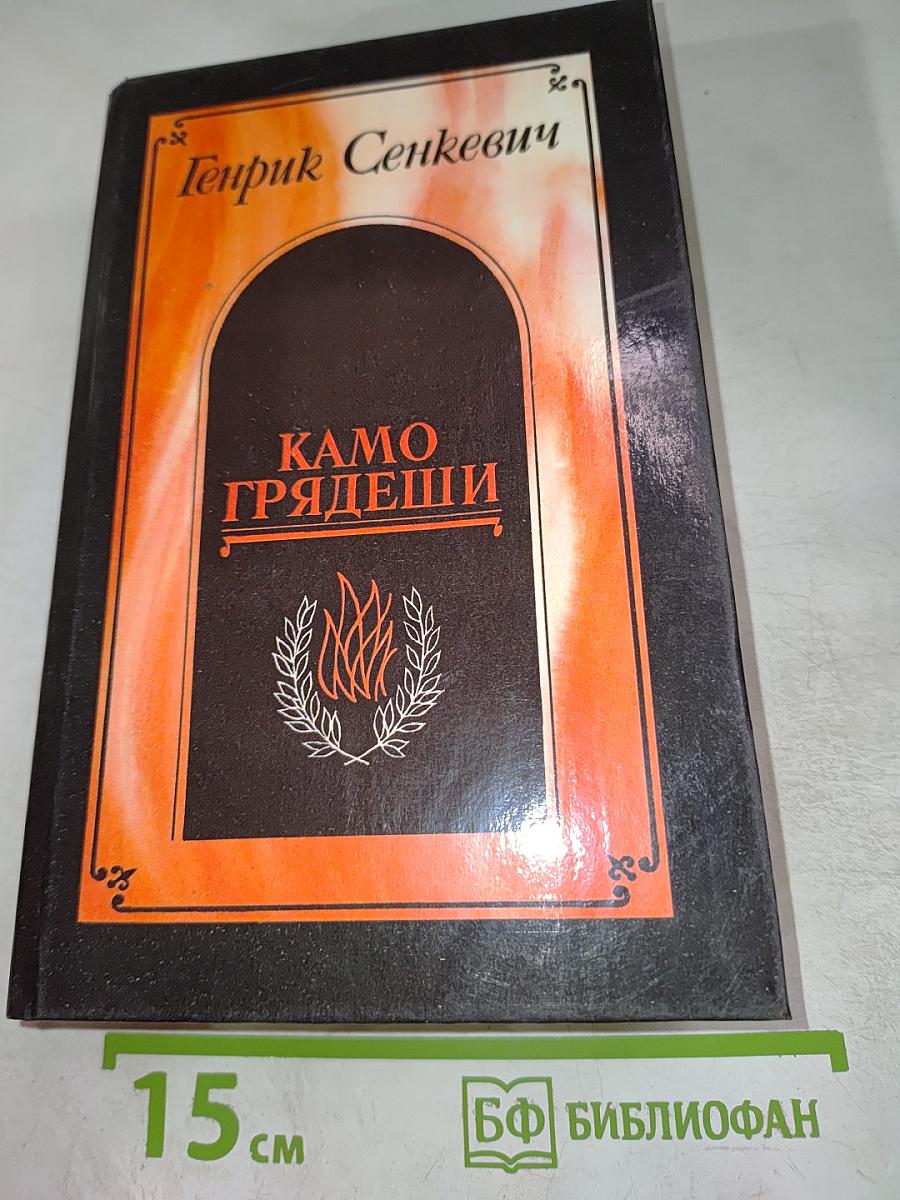 Генрик Сенкевич
КАМО
ГРЯДЕШИ
15 см
БФ БИБЛИОФАН